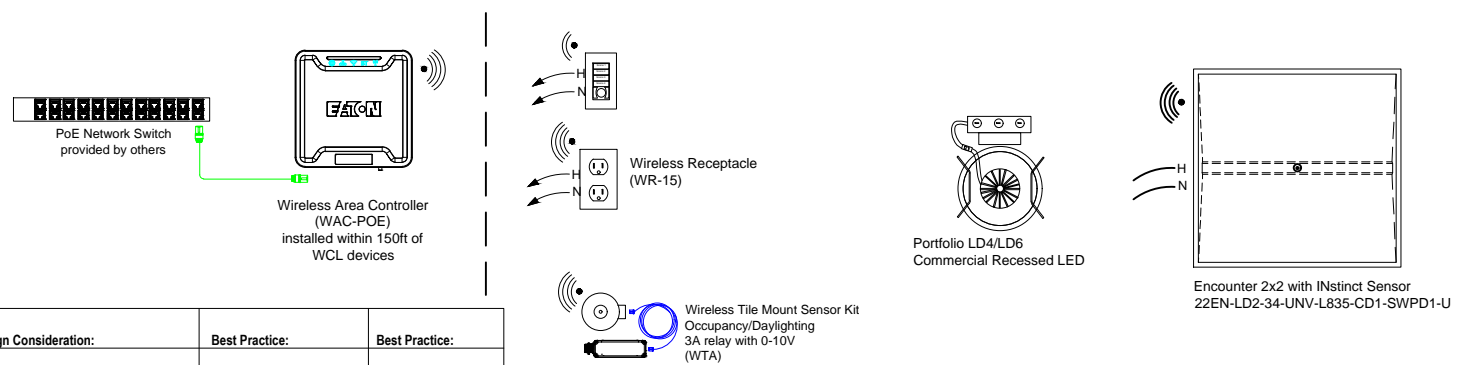 PoE Network Switch
provided by others
EATON
Wireless Area Controller
(WAC-POE)
installed within 150ft of
WCL devices
H
N
Wireless Receptacle
(WR-15)
H
N
Wireless Tile Mount Sensor Kit
Occupancy/Daylighting
3A relay with 0-10V
(WTA)
Portfolio LD4/LD6
Commercial Recessed LED
H
N
Encounter 2x2 with INstinct Sensor
22EN-LD2-34-UNV-L835-CD1-SWPD1-U
gn Consideration:
Best Practice:
Best Practice: